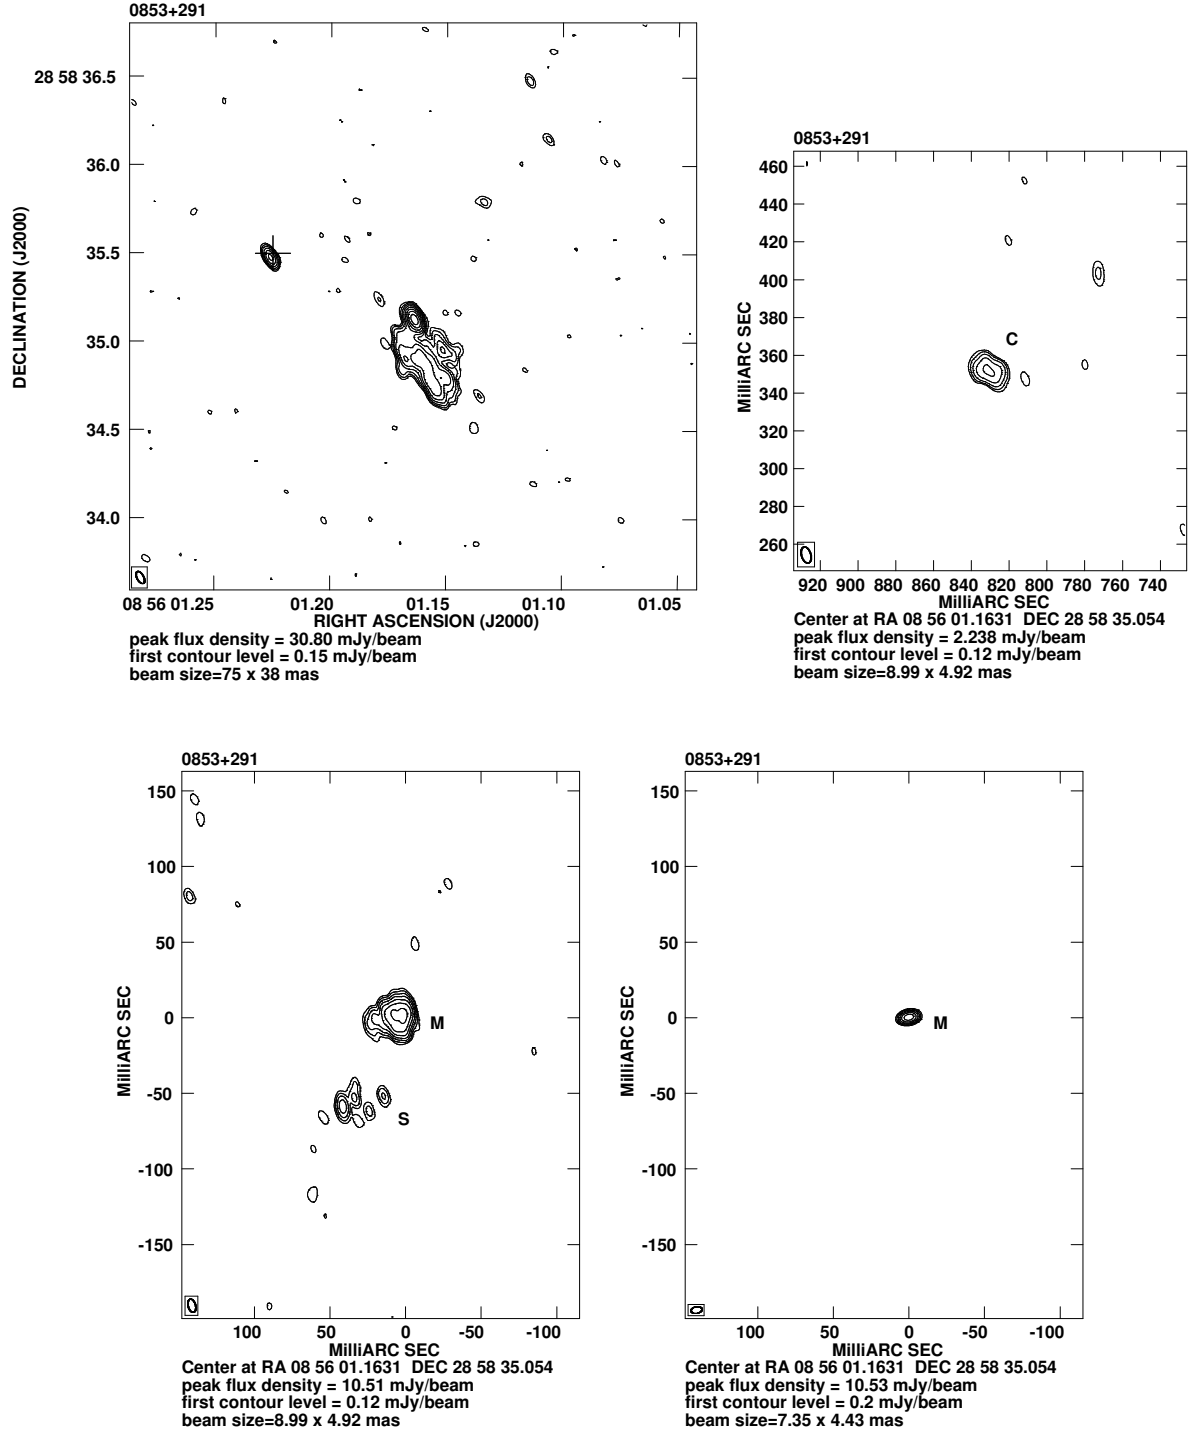 0853+291
DECLINATION (J2000)
28 58 36.5
36.0
35.5
35.0
34.5
34.0
08 56 01.25 01.20 01.15 01.10 01.05
RIGHT ASCENSION (J2000)
peak flux density = 30.80 mJy/beam
first contour level = 0.15 mJy/beam
beam size=75 x 38 mas
0853+291
MilliARC SEC
460
440
420
400
380
360
340
320
300
280
260
C
920 900 880 860 840 820 800 780 760 740
MilliARC SEC
Center at RA 08 56 01.1631 DEC 28 58 35.054
peak flux density = 2.238 mJy/beam
first contour level = 0.12 mJy/beam
beam size=8.99 x 4.92 mas
0853+291
MilliARC SEC
150
100
50
0
-50
-100
-150
M
S
100 50 0 -50 -100
MilliARC SEC
Center at RA 08 56 01.1631 DEC 28 58 35.054
peak flux density = 10.51 mJy/beam
first contour level = 0.12 mJy/beam
beam size=8.99 x 4.92 mas
0853+291
MilliARC SEC
150
100
50
0
-50
-100
-150
M
100 50 0 -50 -100
MilliARC SEC
Center at RA 08 56 01.1631 DEC 28 58 35.054
peak flux density = 10.53 mJy/beam
first contour level = 0.2 mJy/beam
beam size=7.35 x 4.43 mas